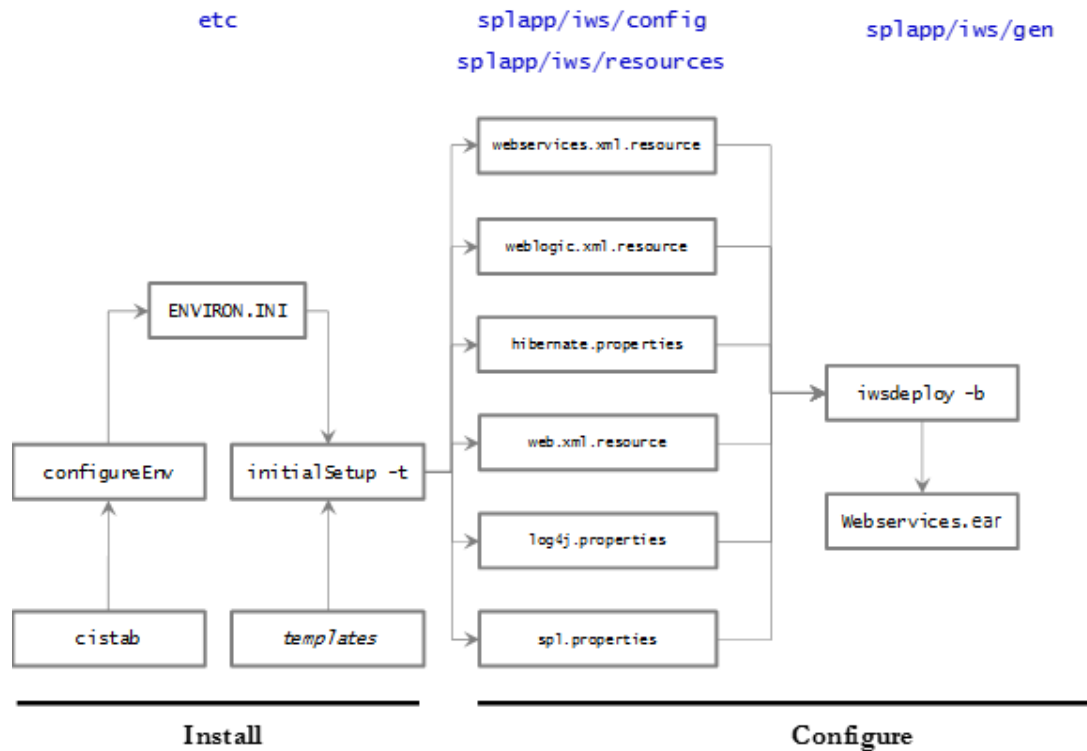 etc
splapp/iws/config
splapp/iws/resources
splapp/iws/gen
webservices.xml.resource
weblogic.xml.resource
ENVIRON.INI
hibernate.properties
iwsdeploy -b
configureEnv
initialSetup -t
web.xml.resource
Webservices.ear
log4j.properties
cistab
templates
spl.properties
Install
Configure